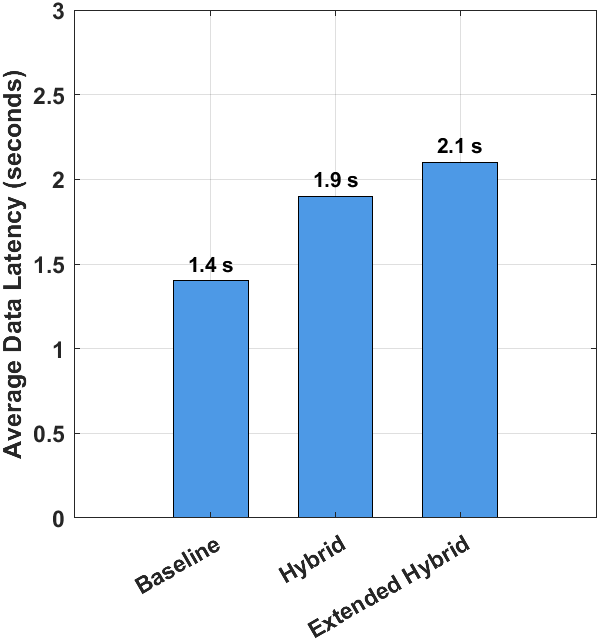 Average Data Latency (seconds)
3
2.5
2
1.5
1
0.5
0
1.4 s
1.9 s
2.1 s
Baseline
Hybrid
Extended Hybrid